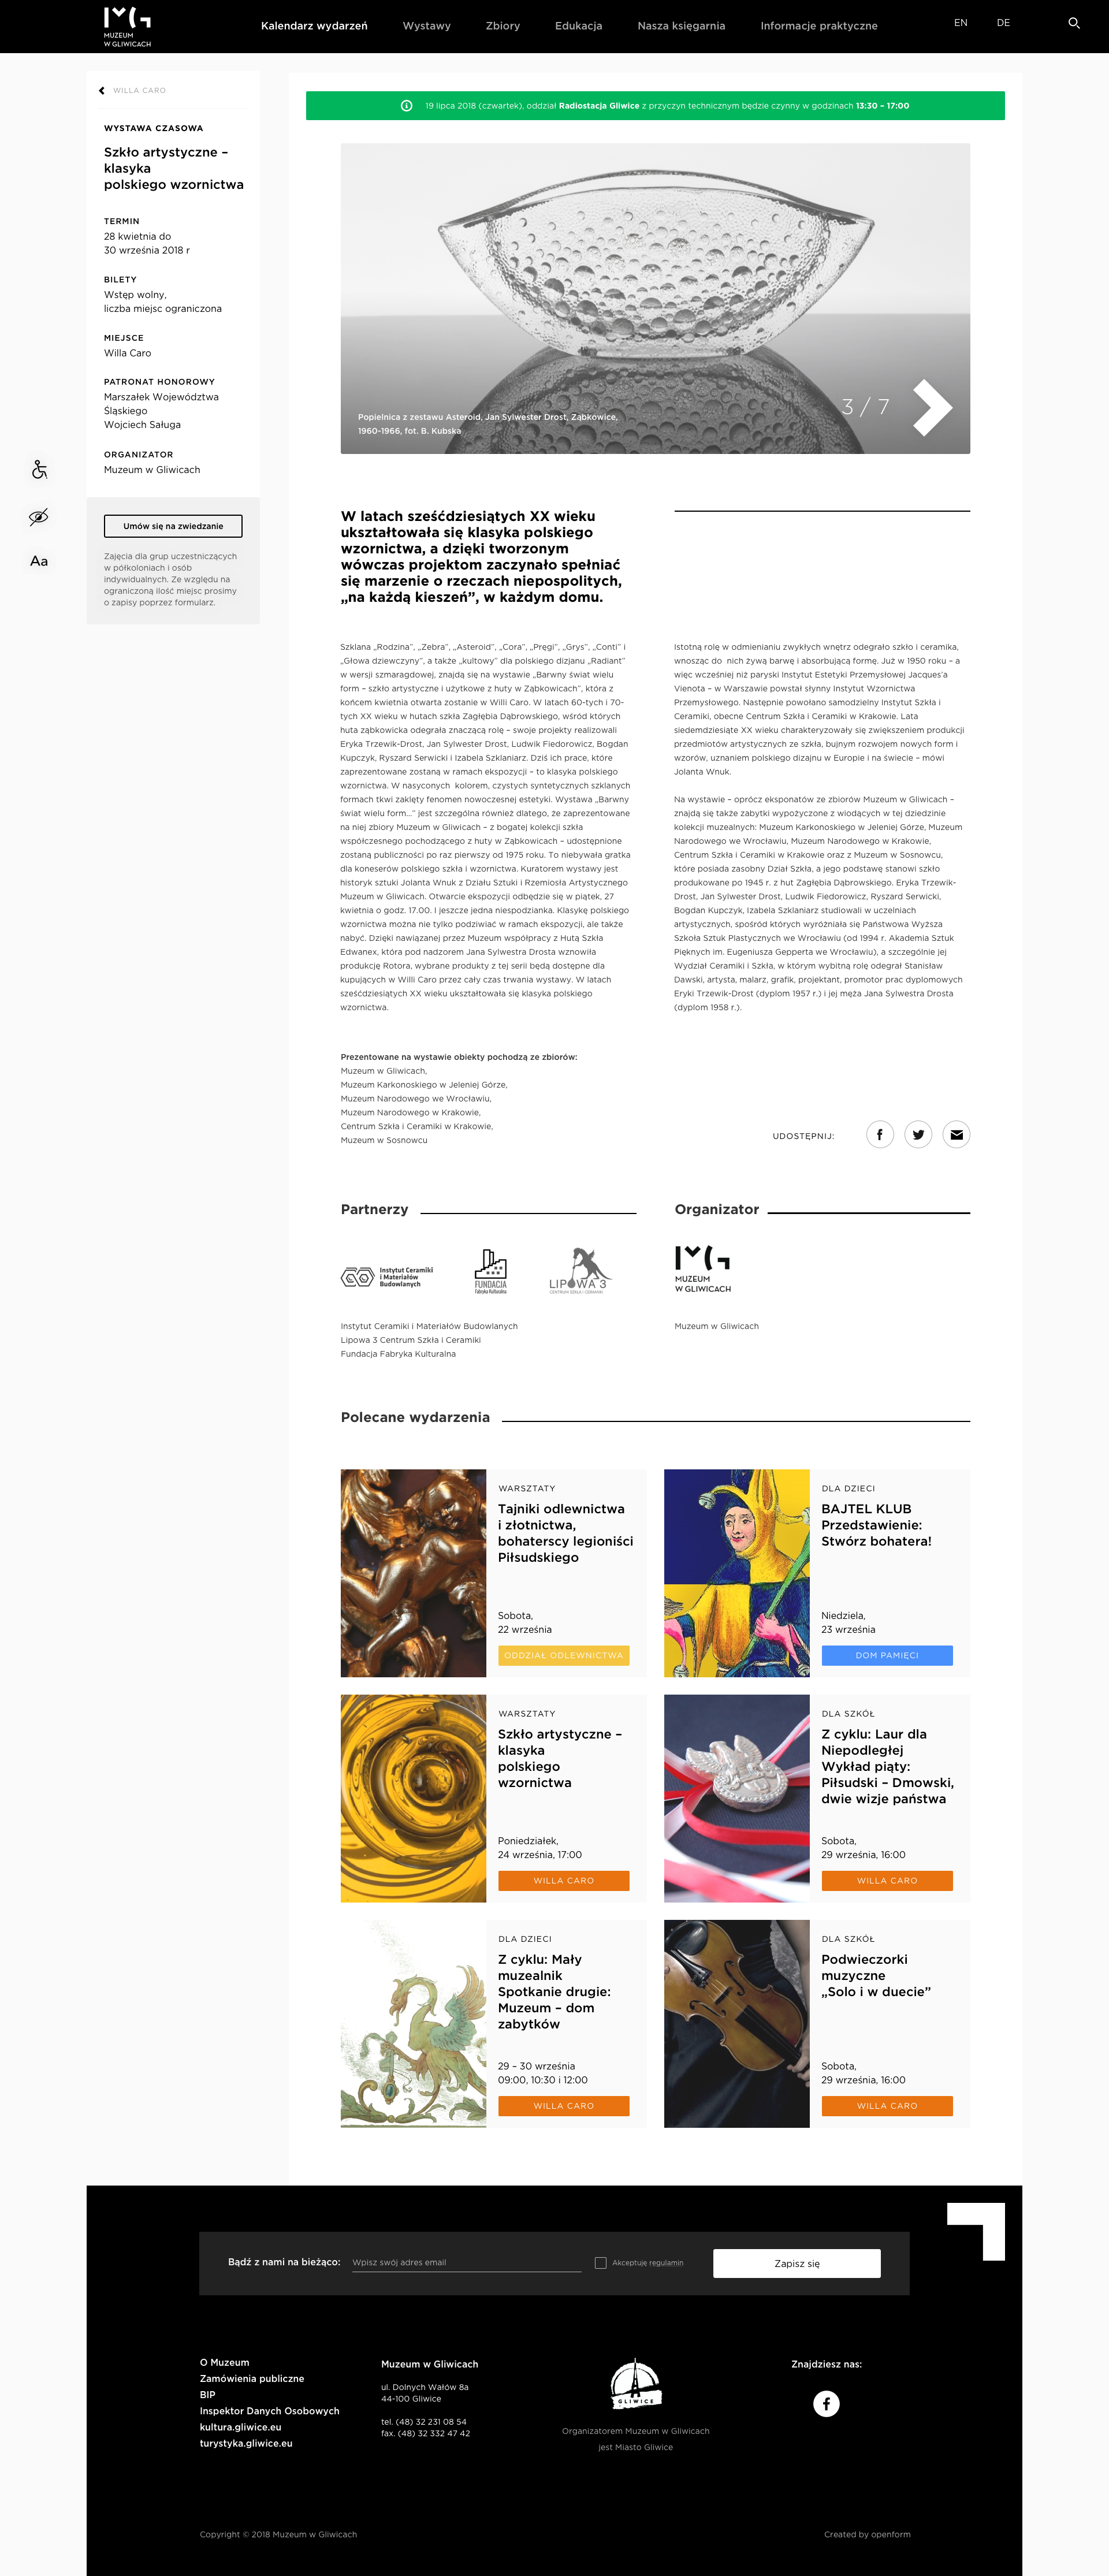 MUZEUM
W GLIWICACH
Kalendarz wydarzeń
Wystawy
Zbiory
Edukacja
Nasza księgarnia
Informacje praktyczne
EN
DE
WILLA CARO
WYSTAWA CZASOWA
Szkło artystyczne –
klasyka
polskiego wzornictwa
TERMIN
28 kwietnia do
30 września 2018 r
BILETY
Wstęp wolny,
liczba miejsc ograniczona
MIEJSCE
Willa Caro
PATRONAT HONOROWY
Marszałek Województwa
Śląskiego
Wojciech Saługa
ORGANIZATOR
Muzeum w Gliwicach
Umów się na zwiedzanie
Zajęcia dla grup uczestniczących
w półkoloniach i osób
indywidualnych. Ze względu na
ograniczoną ilość miejsc prosimy
o zapisy poprzez formularz.
Aa
19 lipca 2018 (czwartek), oddział Radiostacja Gliwice z przyczyn technicznym będzie czynny w godzinach 13:30 – 17:00
Popielnica z zestawu Asteroid, Jan Sylwester Drost, Ząbkowice,
1960-1966, fot. B. Kubska
3 / 7
W latach sześćdziesiątych XX wieku
ukształtowała się klasyka polskiego
wzornictwa, a dzięki tworzonym
wówczas projektom zaczynało spełniać
się marzenie o rzeczach niepospolitych,
„na każdą kieszeń”, w każdym domu.
Szklana „Rodzina”, „Zebra”, „Asteroid”, „Cora”, „Pręgi”, „Grys”, „Conti” i
„Głowa dziewczyny”, a także „kultowy” dla polskiego dizjanu „Radiant”
w wersji szmaragdowej, znajdą się na wystawie „Barwny świat wielu
form – szkło artystyczne i użytkowe z huty w Ząbkowicach”, która z
końcem kwietnia otwarta zostanie w Willi Caro. W latach 60-tych i 70-
tych XX wieku w hutach szkła Zagłębia Dąbrowskiego, wśród których
huta ząbkowicka odegrała znaczącą rolę – swoje projekty realizowali
Eryka Trzewik-Drost, Jan Sylwester Drost, Ludwik Fiedorowicz, Bogdan
Kupczyk, Ryszard Serwicki i Izabela Szklaniarz. Dziś ich prace, które
zaprezentowane zostaną w ramach ekspozycji – to klasyka polskiego
wzornictwa. W nasyconych  kolorem, czystych syntetycznych szklanych
formach tkwi zaklęty fenomen nowoczesnej estetyki. Wystawa „Barwny
świat wielu form…” jest szczególna również dlatego, że zaprezentowane
na niej zbiory Muzeum w Gliwicach – z bogatej kolekcji szkła
współczesnego pochodzącego z huty w Ząbkowicach – udostępnione
zostaną publiczności po raz pierwszy od 1975 roku. To niebywała gratka
dla koneserów polskiego szkła i wzornictwa. Kuratorem wystawy jest
historyk sztuki Jolanta Wnuk z Działu Sztuki i Rzemiosła Artystycznego
Muzeum w Gliwicach. Otwarcie ekspozycji odbędzie się w piątek, 27
kwietnia o godz. 17.00. I jeszcze jedna niespodzianka. Klasykę polskiego
wzornictwa można nie tylko podziwiać w ramach ekspozycji, ale także
nabyć. Dzięki nawiązanej przez Muzeum współpracy z Hutą Szkła
Edwanex, która pod nadzorem Jana Sylwestra Drosta wznowiła
produkcję Rotora, wybrane produkty z tej serii będą dostępne dla
kupujących w Willi Caro przez cały czas trwania wystawy. W latach
sześćdziesiątych XX wieku ukształtowała się klasyka polskiego
wzornictwa.
Istotną rolę w odmienianiu zwykłych wnętrz odegrało szkło i ceramika,
wnosząc do  nich żywą barwę i absorbującą formę. Już w 1950 roku – a
więc wcześniej niż paryski Instytut Estetyki Przemysłowej Jacques’a
Vienota – w Warszawie powstał słynny Instytut Wzornictwa
Przemysłowego. Następnie powołano samodzielny Instytut Szkła i
Ceramiki, obecne Centrum Szkła i Ceramiki w Krakowie. Lata
siedemdziesiąte XX wieku charakteryzowały się zwiększeniem produkcji
przedmiotów artystycznych ze szkła, bujnym rozwojem nowych form i
wzorów, uznaniem polskiego dizajnu w Europie i na świecie – mówi
Jolanta Wnuk.
Na wystawie – oprócz eksponatów ze zbiorów Muzeum w Gliwicach –
znajdą się także zabytki wypożyczone z wiodących w tej dziedzinie
kolekcji muzealnych: Muzeum Karkonoskiego w Jeleniej Górze, Muzeum
Narodowego we Wrocławiu, Muzeum Narodowego w Krakowie,
Centrum Szkła i Ceramiki w Krakowie oraz z Muzeum w Sosnowcu,
które posiada zasobny Dział Szkła, a jego podstawę stanowi szkło
produkowane po 1945 r. z hut Zagłębia Dąbrowskiego. Eryka Trzewik-
Drost, Jan Sylwester Drost, Ludwik Fiedorowicz, Ryszard Serwicki,
Bogdan Kupczyk, Izabela Szklaniarz studiowali w uczelniach
artystycznych, spośród których wyróżniała się Państwowa Wyższa
Szkoła Sztuk Plastycznych we Wrocławiu (od 1994 r. Akademia Sztuk
Pięknych im. Eugeniusza Gepperta we Wrocławiu), a szczególnie jej
Wydział Ceramiki i Szkła, w którym wybitną rolę odegrał Stanisław
Dawski, artysta, malarz, grafik, projektant, promotor prac dyplomowych
Eryki Trzewik-Drost (dyplom 1957 r.) i jej męża Jana Sylwestra Drosta
(dyplom 1958 r.).
Prezentowane na wystawie obiekty pochodzą ze zbiorów:
Muzeum w Gliwicach,
Muzeum Karkonoskiego w Jeleniej Górze,
Muzeum Narodowego we Wrocławiu,
Muzeum Narodowego w Krakowie,
Centrum Szkła i Ceramiki w Krakowie,
Muzeum w Sosnowcu
UDOSTĘPNIJ:
Partnerzy
Instytut Ceramiki
i Materiałów
Budowlanych
FUNDACJA
Fabryka Kulturalna
LIPOWA 3
CENTRUM SZKŁA I CERAMIKI
Instytut Ceramiki i Materiałów Budowlanych
Lipowa 3 Centrum Szkła i Ceramiki
Fundacja Fabryka Kulturalna
Organizator
MUZEUM
W GLIWICACH
Muzeum w Gliwicach
Polecane wydarzenia
WARSZTATY
Tajniki odlewnictwa
i złotnictwa,
bohaterscy legioniści
Piłsudskiego
Sobota,
22 września
ODDZIAŁ ODLEWNICTWA
DLA DZIECI
BAJTEL KLUB
Przedstawienie:
Stwórz bohatera!
Niedziela,
23 września
DOM PAMIĘCI
WARSZTATY
Szkło artystyczne –
klasyka
polskiego
wzornictwa
Poniedziałek,
24 września, 17:00
WILLA CARO
DLA SZKÓŁ
Z cyklu: Laur dla
Niepodległej
Wykład piąty:
Piłsudski – Dmowski,
dwie wizje państwa
Sobota,
29 września, 16:00
WILLA CARO
DLA DZIECI
Z cyklu: Mały
muzealnik
Spotkanie drugie:
Muzeum – dom
zabytków
29 – 30 września
09:00, 10:30 i 12:00
WILLA CARO
DLA SZKÓŁ
Podwieczorki
muzyczne
„Solo i w duecie”
Sobota,
29 września, 16:00
WILLA CARO
Bądź z nami na bieżąco:
Wpisz swój adres email
Akceptuję regulamin
Zapisz się
O Muzeum
Zamówienia publiczne
BIP
Inspektor Danych Osobowych
kultura.gliwice.eu
turystyka.gliwice.eu
Muzeum w Gliwicach
ul. Dolnych Wałów 8a
44-100 Gliwice
tel. (48) 32 231 08 54
fax. (48) 32 332 47 42
GLIWICE
Organizatorem Muzeum w Gliwicach
jest Miasto Gliwice
Znajdziesz nas:
Copyright © 2018 Muzeum w Gliwicach
Created by openform